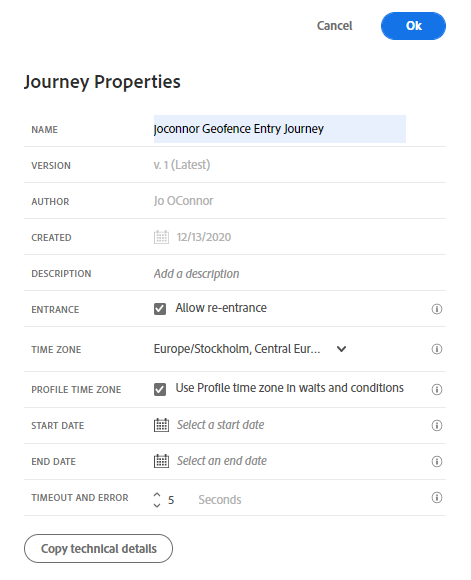 Cancel Ok
Journey Properties
NAME Joconnor Geofence Entry Journey
VERSION v. 1 (Latest)
AUTHOR Jo OConnor
CREATED 12/13/2020
DESCRIPTION Add a description
ENTRANCE Allow re-entrance
TIME ZONE Europe/Stockholm, Central Eur...
PROFILE TIME ZONE Use Profile time zone in waits and conditions
START DATE Select a start date
END DATE Select an end date
TIMEOUT AND ERROR 5 Seconds
Copy technical details